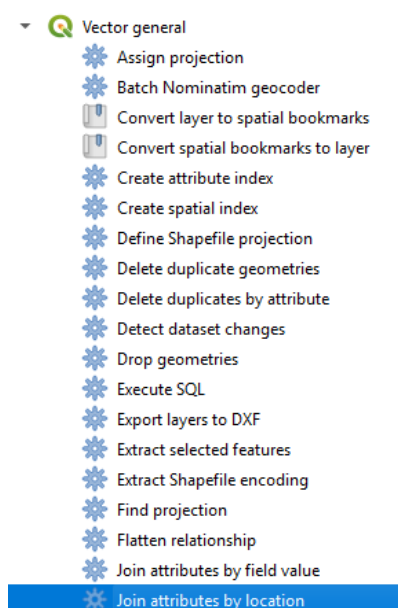 Vector general
Assign projection
Batch Nominatim geocoder
Convert layer to spatial bookmarks
Convert spatial bookmarks to layer
Create attribute index
Create spatial index
Define Shapefile projection
Delete duplicate geometries
Delete duplicates by attribute
Detect dataset changes
Drop geometries
Execute SQL
Export layers to DXF
Extract selected features
Extract Shapefile encoding
Find projection
Flatten relationship
Join attributes by field value
Join attributes by location